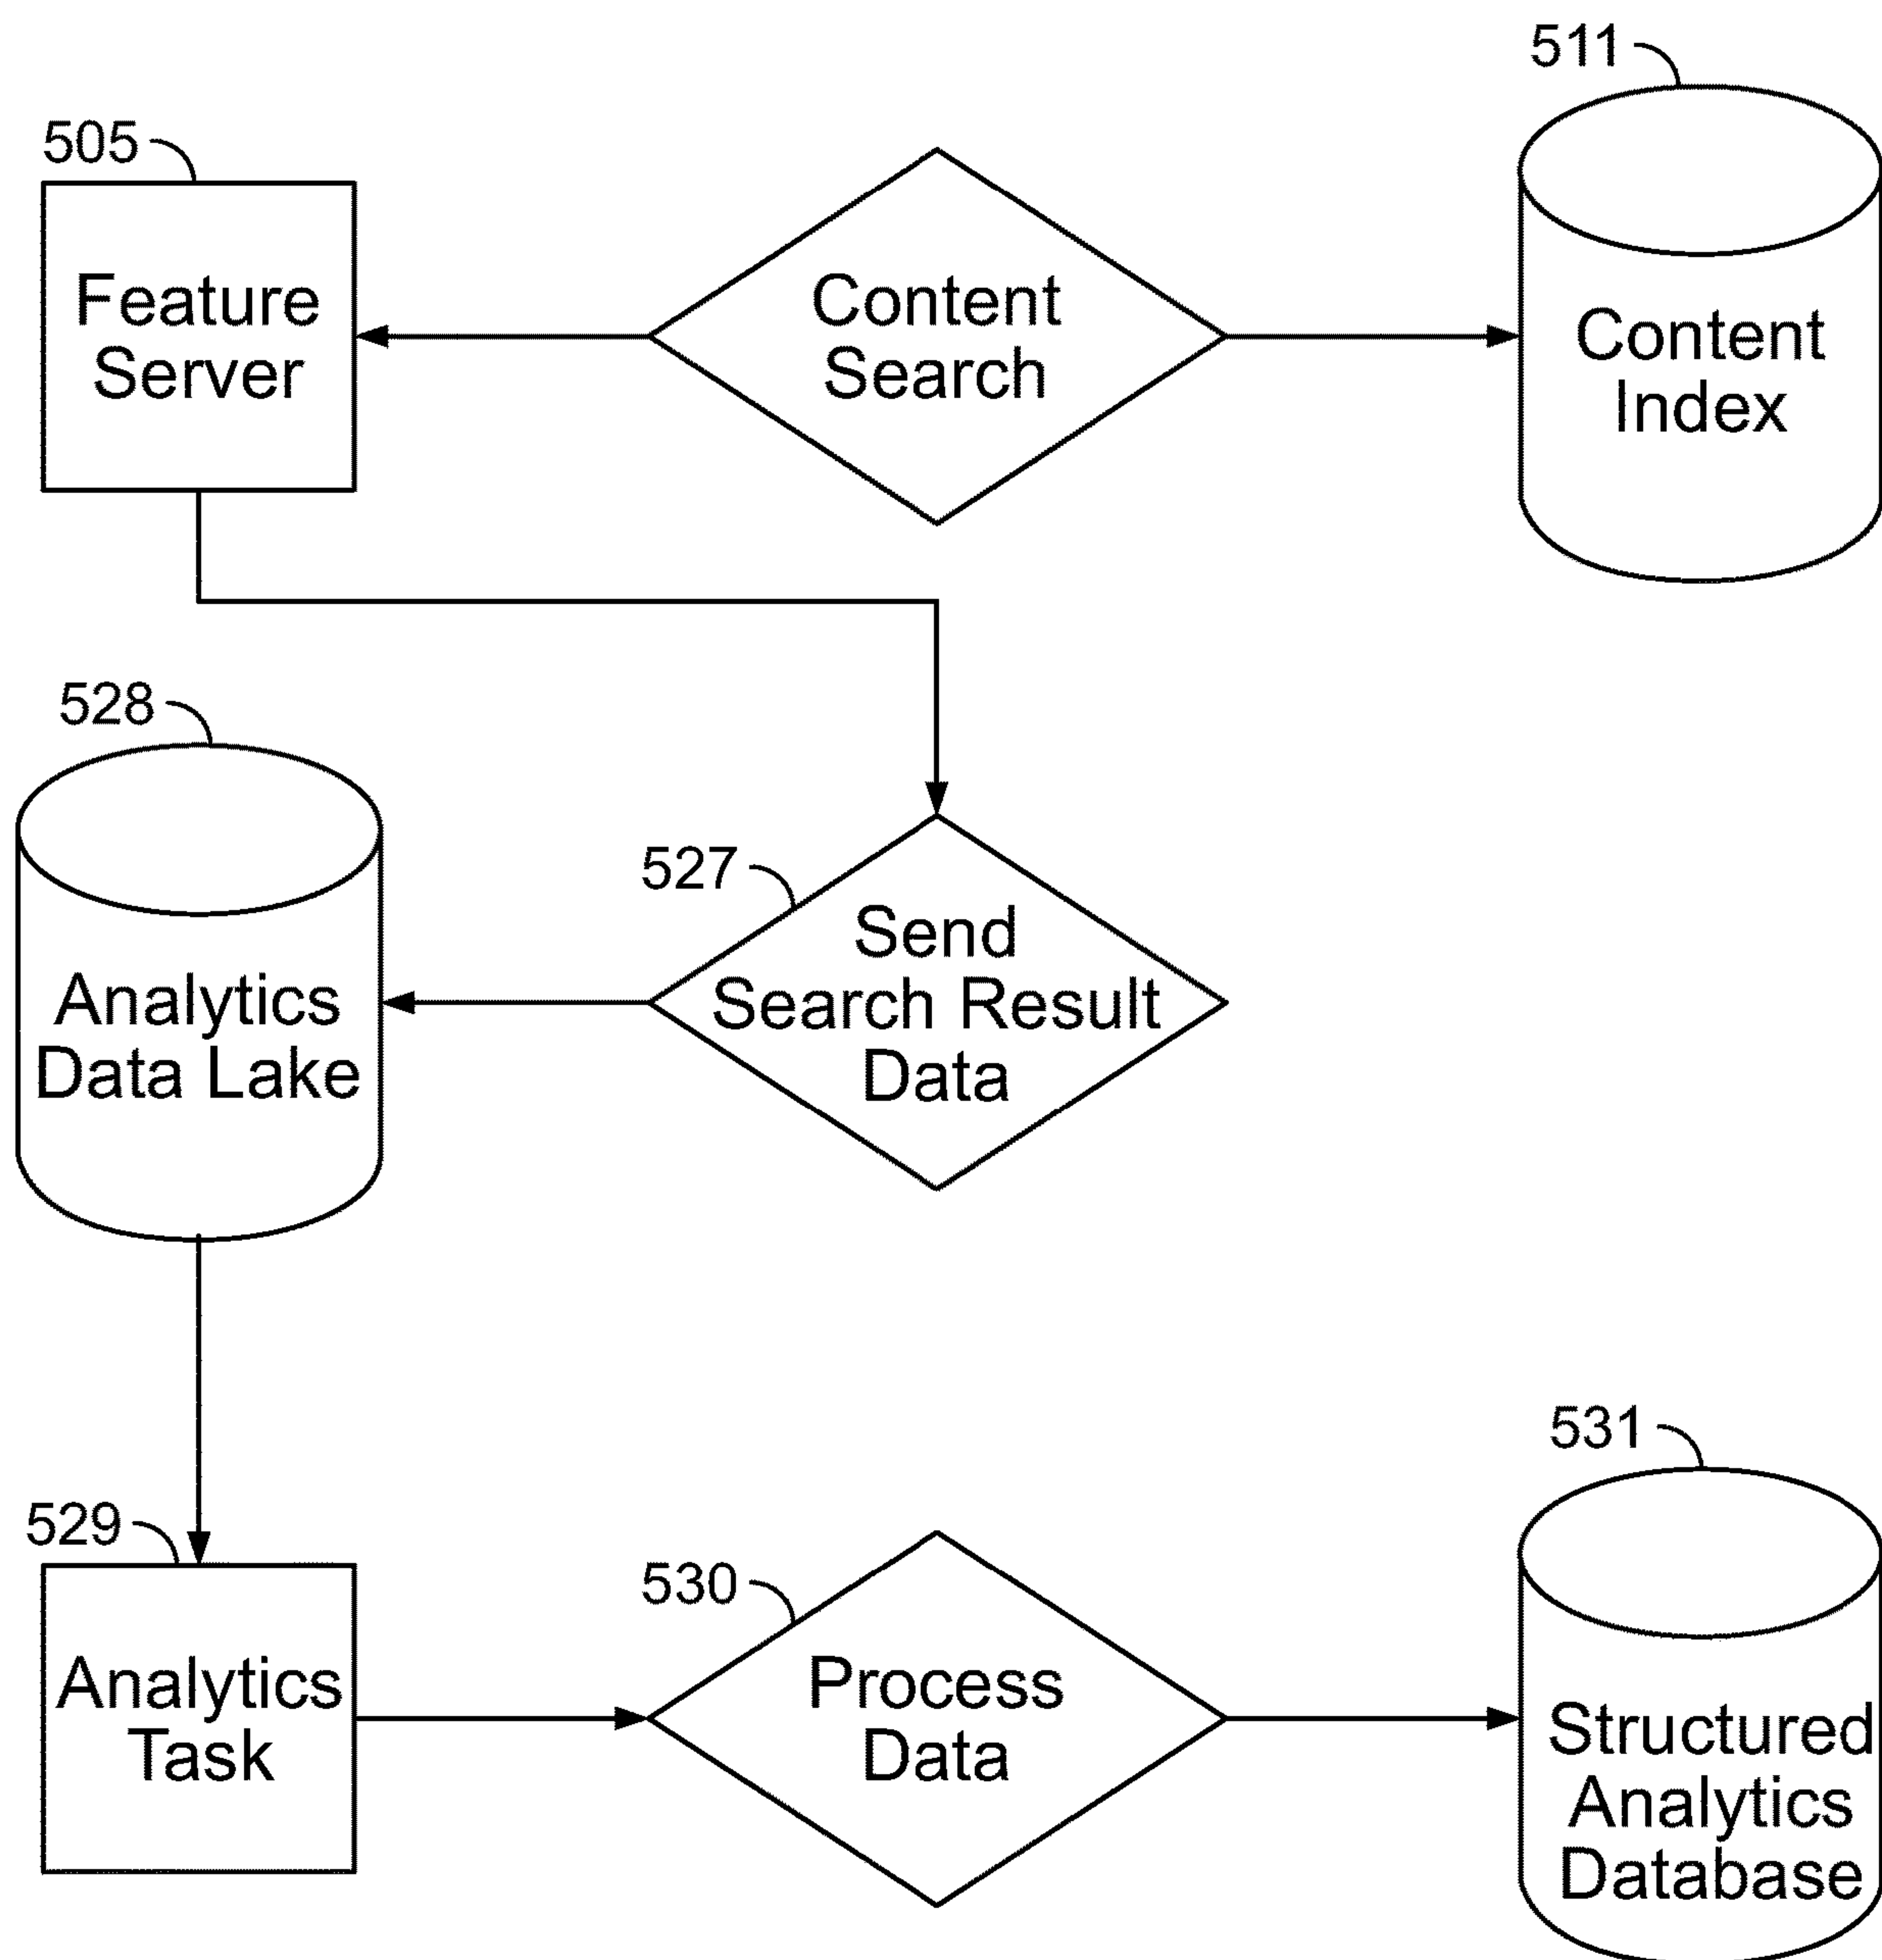 511
505
Feature
Server
Content
Search
Content
Index
528
527
Send
Search Result
Data
Analytics
Data Lake
531
529
530
Analytics
Task
Process
Data
Structured
Analytics
Database